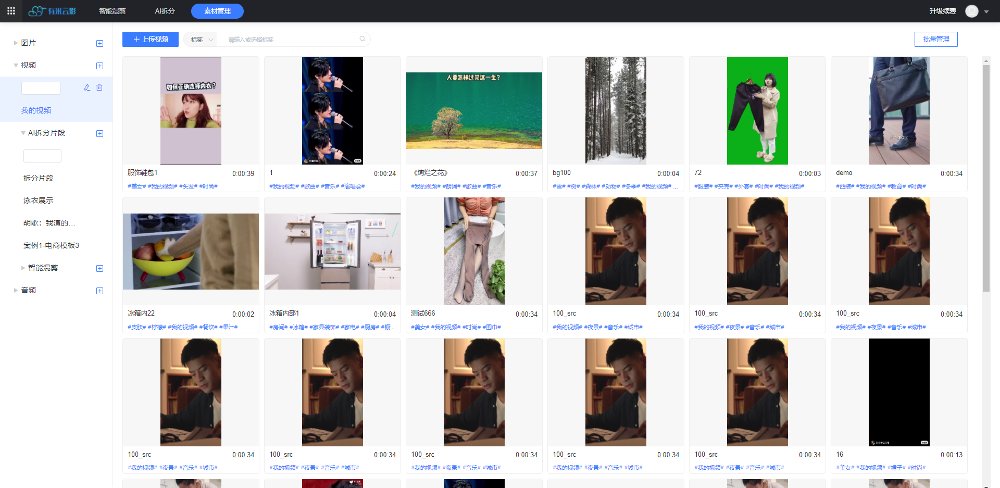 有米云影
智能混剪
AI拆分
素材管理
升级续费
图片
视频
我的视频
AI拆分片段
拆分片段
泳衣展示
胡歌：我演的…
案例1-电商模板3
智能混剪
音频
上传视频
标签
请输入或选择标签
批量管理
如何正确选择内衣？
人要怎样过完这一生?
服饰鞋包1 0:00:39
#美女# #我的视频# #头发# #时尚#
1 0:00:24
#我的视频# #歌曲# #音乐# #演唱会#
《绚烂之花》 0:00:37
#我的视频# #朗诵# #歌曲# #音乐#
bg100 0:00:04
#雪# #树# #森林# #动物# #冬季# #我的视频# ...
72 0:00:03
#服装# #夹克# #外套# #时尚# #我的视频#
demo 0:00:34
#西装# #我的视频# #教育# #时尚#
冰箱内22 0:00:02
#皮肤# #柠檬# #我的视频# #餐饮# #果汁#
冰箱内部1 0:00:04
#房间# #冰箱# #家具装饰# #家电# #厨房# #橱...
测试666 0:00:34
#美女# #我的视频# #时尚# #围巾#
100_src 0:00:34
#我的视频# #夜景# #音乐# #城市#
100_src 0:00:34
#我的视频# #夜景# #音乐# #城市#
100_src 0:00:34
#我的视频# #夜景# #音乐# #城市#
100_src 0:00:34
#我的视频# #夜景# #音乐# #城市#
100_src 0:00:34
#我的视频# #夜景# #音乐# #城市#
100_src 0:00:34
#我的视频# #夜景# #音乐# #城市#
100_src 0:00:34
#我的视频# #夜景# #音乐# #城市#
100_src 0:00:34
#我的视频# #夜景# #音乐# #城市#
16 0:00:13
#美女# #我的视频# #裙子# #时尚#